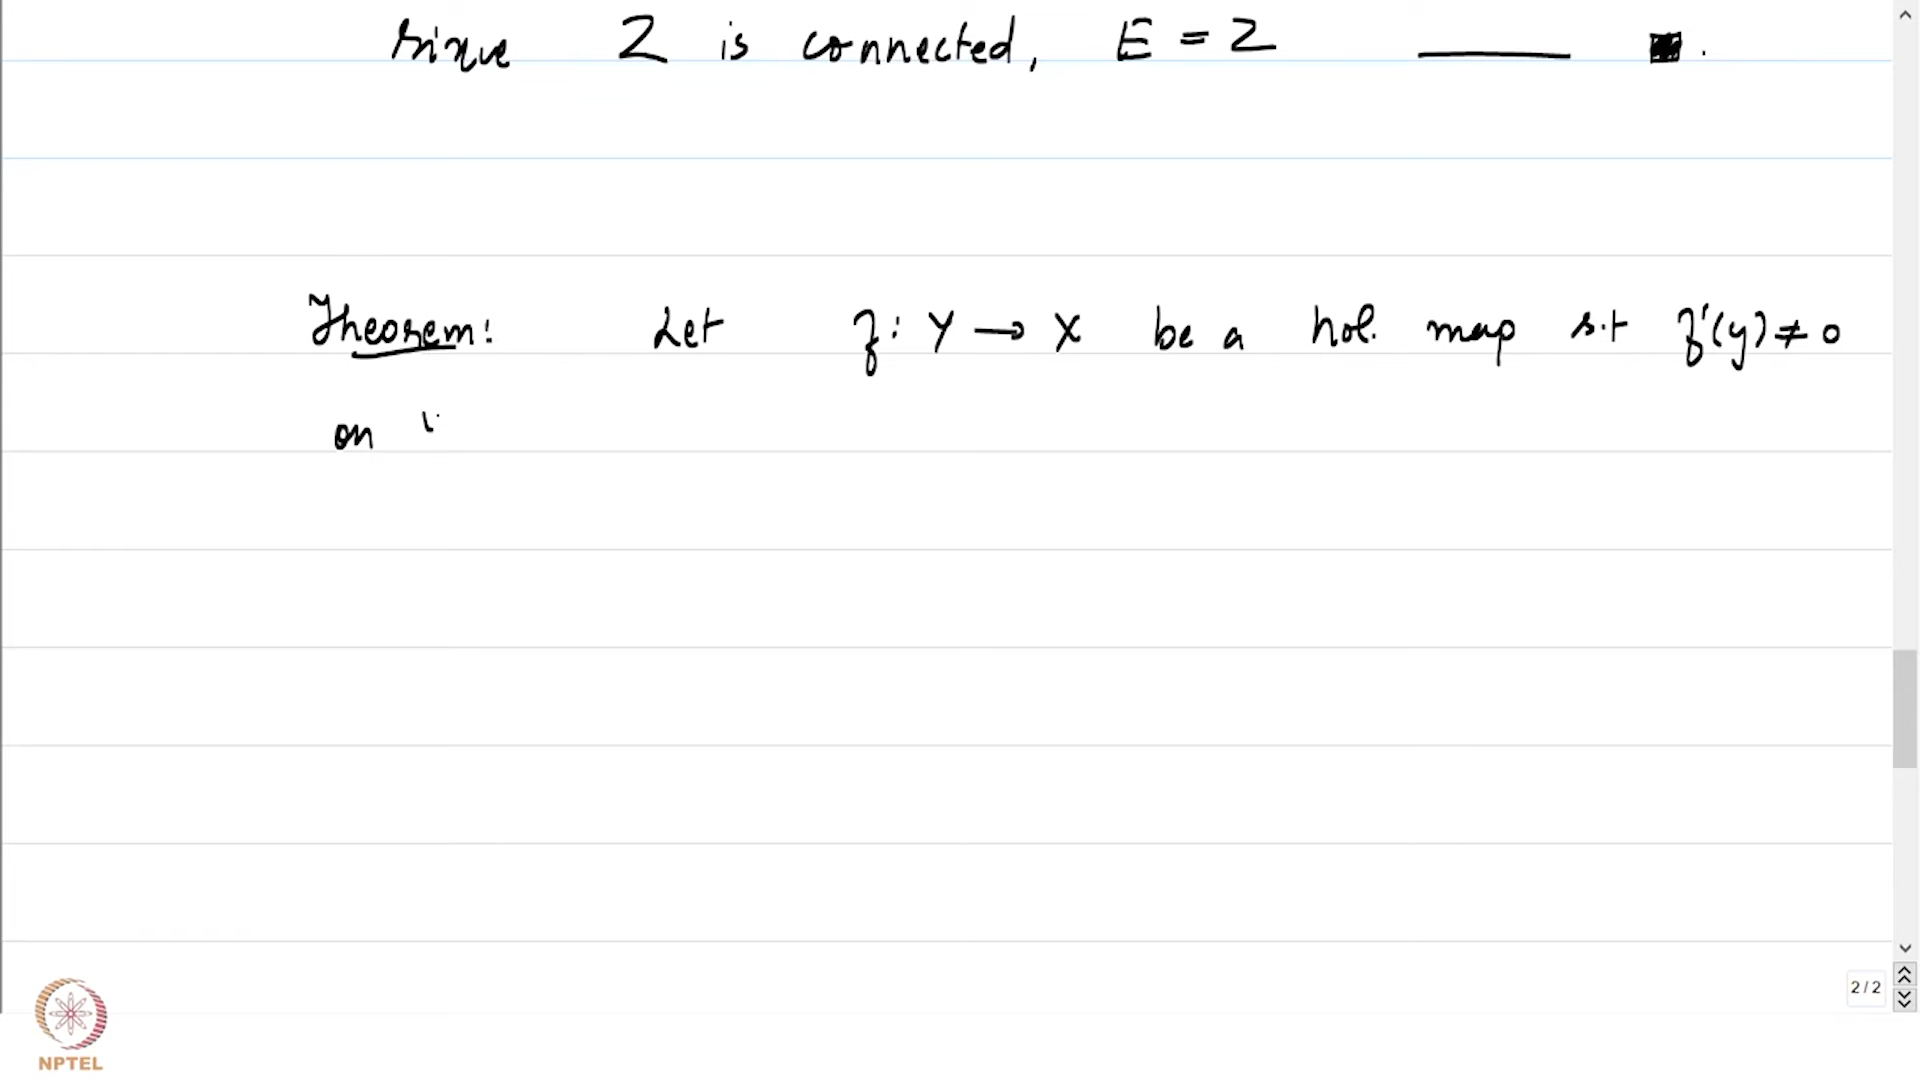 since Z is connected, E = Z ——— ■.
Theorem: Let f: Y → X be a hol. map s.t f'(y) ≠ 0
on
2 / 2
NPTEL